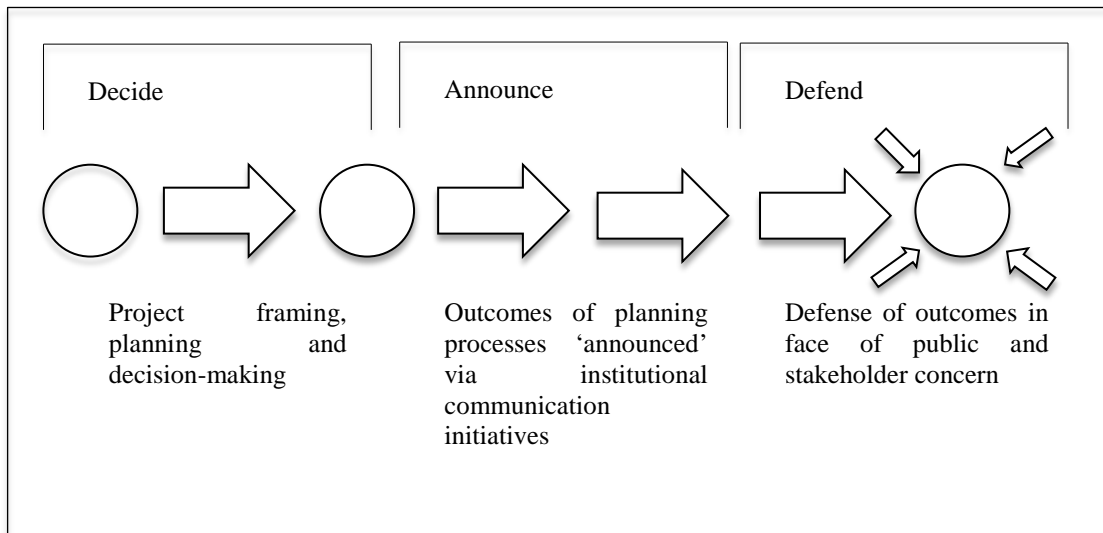 Decide
Announce
Defend
Project framing,
planning and
decision-making
Outcomes of planning
processes ‘announced’
via institutional
communication
initiatives
Defense of outcomes in
face of public and
stakeholder concern